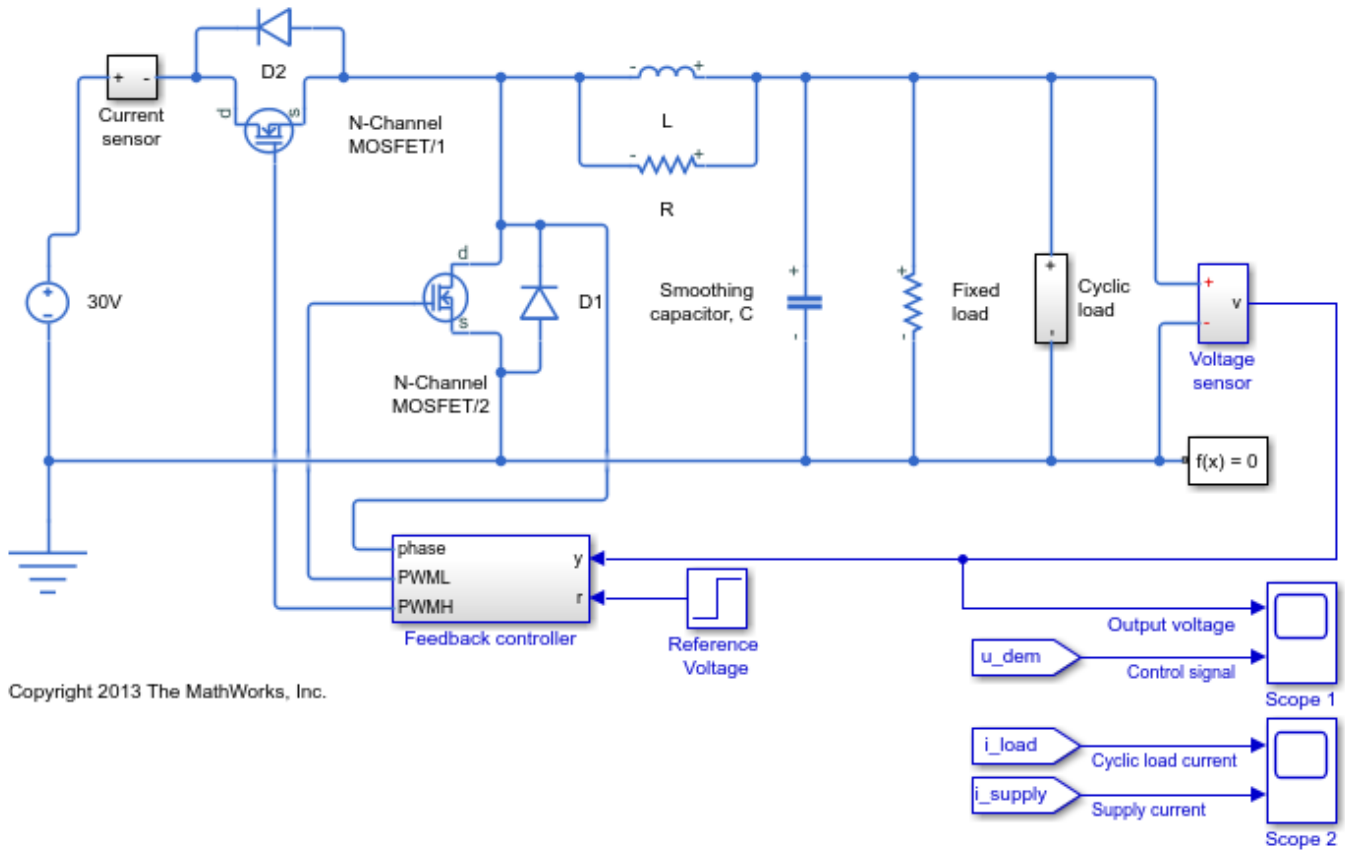 D2
+ -
Current
sensor
d
s
N-Channel
MOSFET/1
- +
L
- +
R
30V
+
-
d
s
D1
N-Channel
MOSFET/2
+
Smoothing
capacitor, C
-
+
Fixed
load
-
+
Cyclic
load
-
+
v
-
Voltage
sensor
f(x) = 0
phase
PWML
PWMH
y
r
Feedback controller
Reference
Voltage
Output voltage
u_dem
Control signal
Scope 1
Copyright 2013 The MathWorks, Inc.
i_load
Cyclic load current
i_supply
Supply current
Scope 2